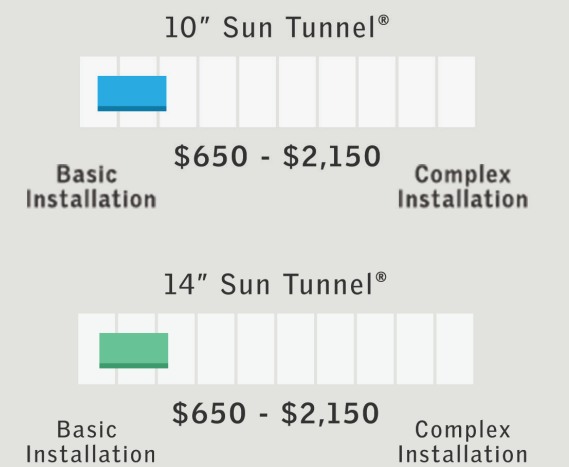 10″ Sun Tunnel®
$650 - $2,150
Basic
Installation
Complex
Installation
14″ Sun Tunnel®
$650 - $2,150
Basic
Installation
Complex
Installation